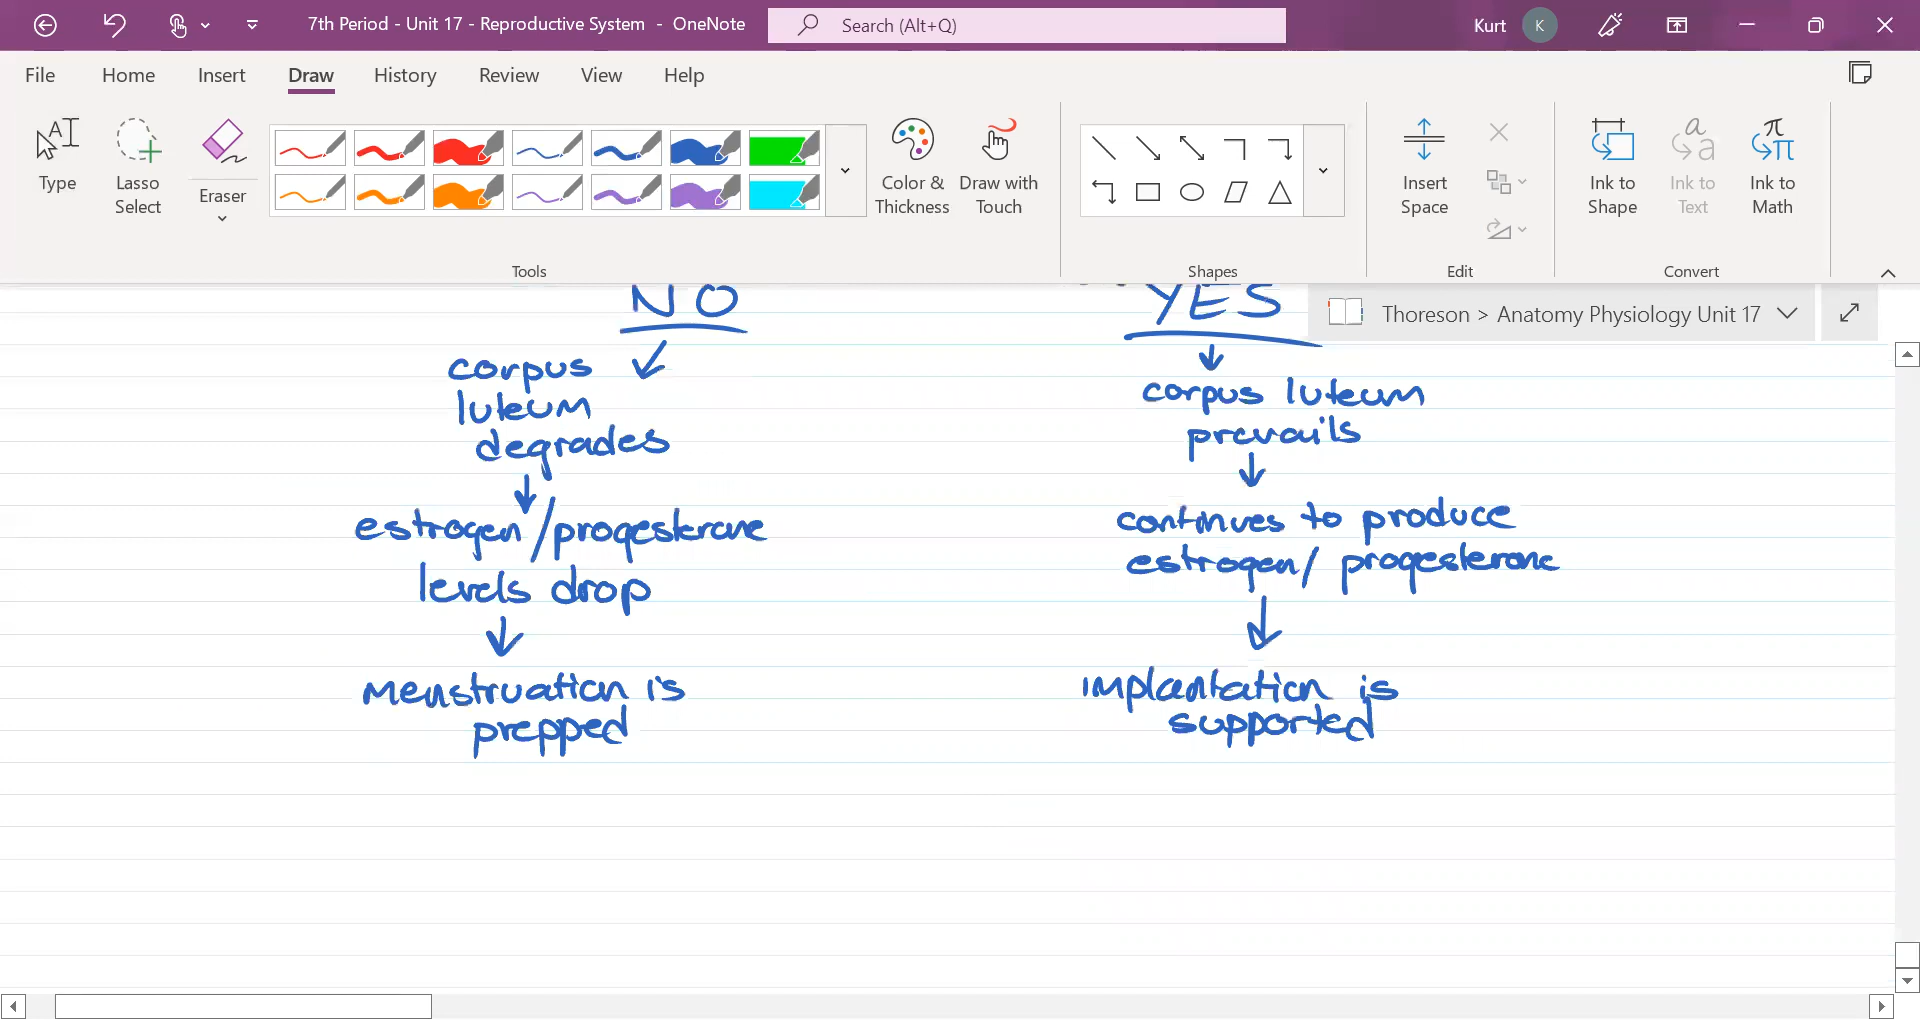 7th Period - Unit 17 - Reproductive System - OneNote
Search (Alt+Q)
Kurt
K
File
Home
Insert
Draw
History
Review
View
Help
Type
Lasso
Select
Eraser
Color &
Thickness
Draw with
Touch
Insert
Space
Ink to
Shape
Ink to
Text
Ink to
Math
Tools
Shapes
Edit
Convert
Thoreson > Anatomy Physiology Unit 17
NO
corpus
luteum
degrades
estrogen/progesterone
levels drop
Menstruation is
prepped
YES
corpus luteum
prevails
continues to produce
estrogen/progesterone
implantation is
supported